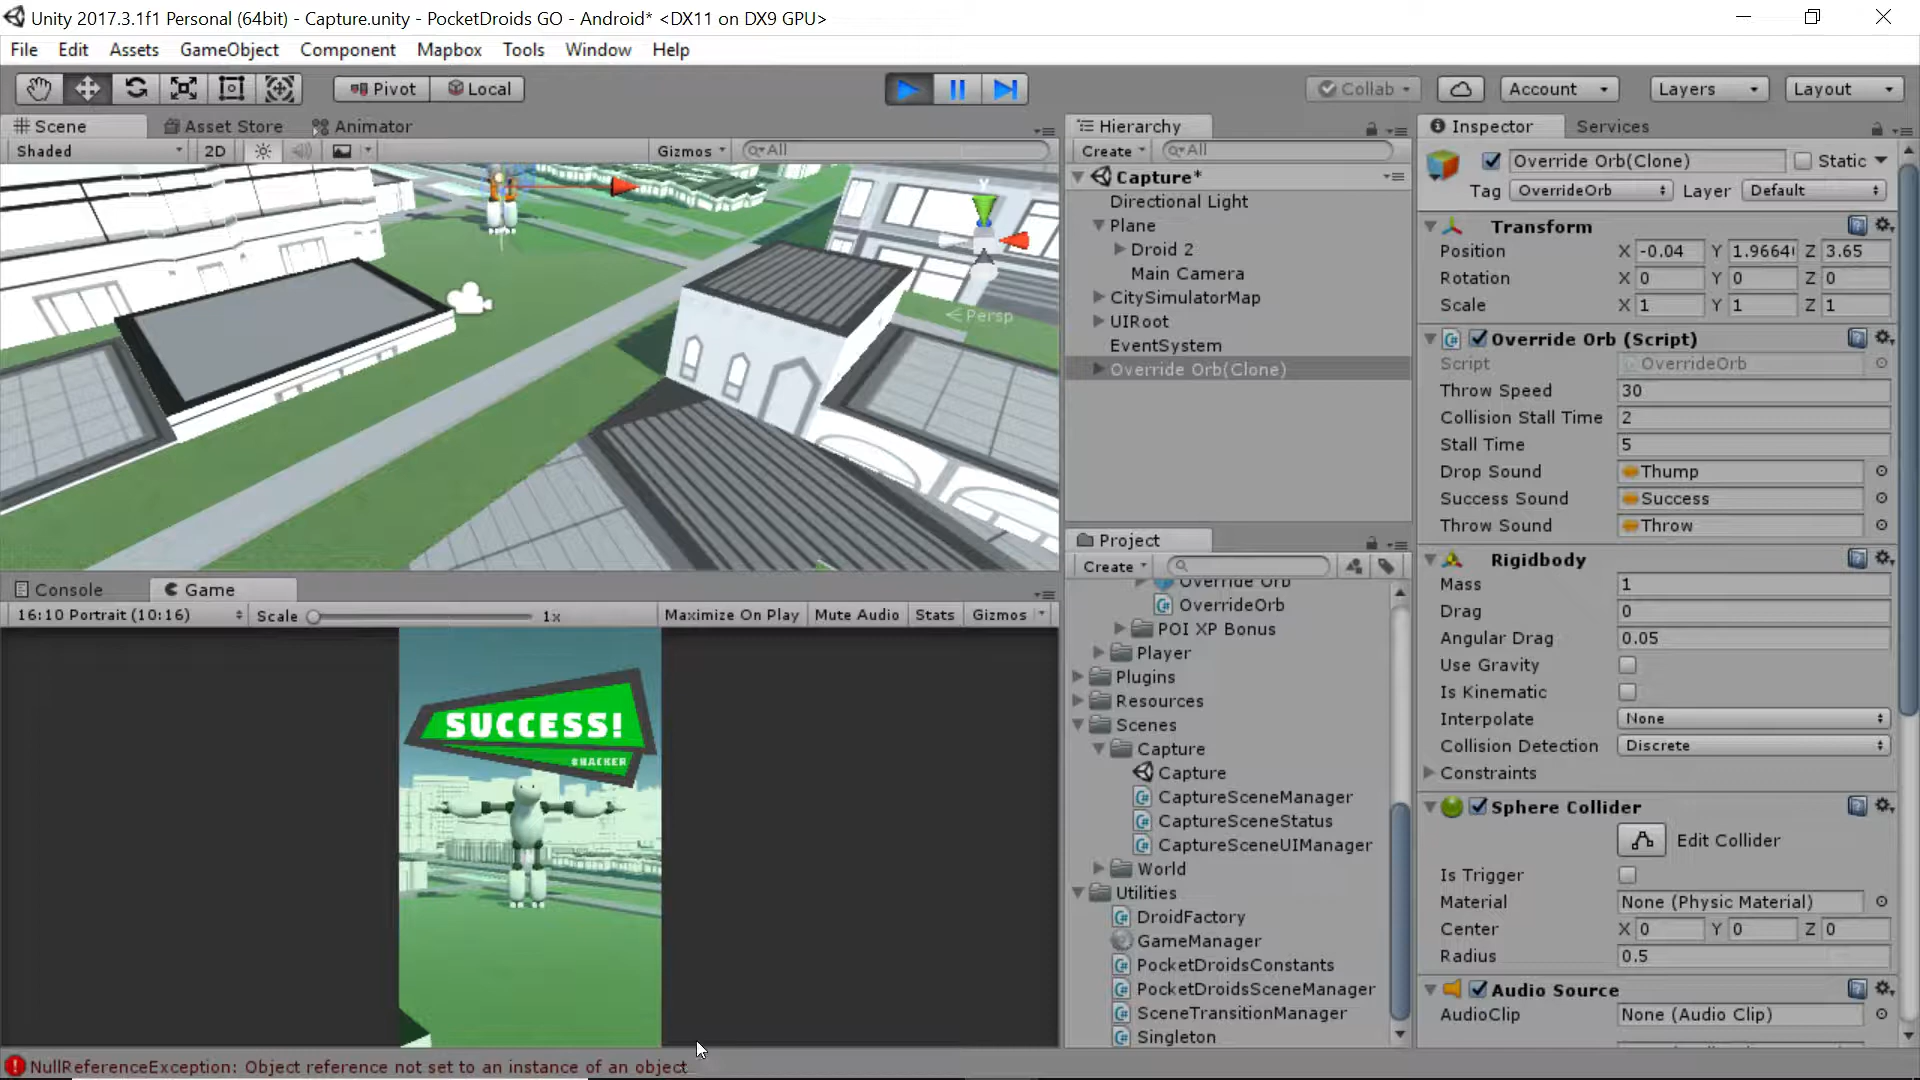 Unity 2017.3.1f1 Personal (64bit) - Capture.unity - PocketDroids GO - Android* <DX11 on DX9 GPU>
File Edit Assets GameObject Component Mapbox Tools Window Help
Pivot Local Collab Account Layers Layout
Scene Asset Store Animator
Shaded 2D Gizmos All
Persp
Console Game
16:10 Portrait (10:16) Scale 1x Maximize On Play Mute Audio Stats Gizmos
SUCCESS!
#HACKER
NullReferenceException: Object reference not set to an instance of an object
Hierarchy
Create All
Capture*
Directional Light
Plane
Droid 2
Main Camera
CitySimulatorMap
UIRoot
EventSystem
Override Orb(Clone)
Project
Create
Override Orb
OverrideOrb
POI XP Bonus
Player
Plugins
Resources
Scenes
Capture
Capture
CaptureSceneManager
CaptureSceneStatus
CaptureSceneUIManager
World
Utilities
DroidFactory
GameManager
PocketDroidsConstants
PocketDroidsSceneManager
SceneTransitionManager
Singleton
Inspector Services
Override Orb(Clone) Static
Tag OverrideOrb Layer Default
Transform
Position X -0.04 Y 1.9664 Z 3.65
Rotation X 0 Y 0 Z 0
Scale X 1 Y 1 Z 1
Override Orb (Script)
Script OverrideOrb
Throw Speed 30
Collision Stall Time 2
Stall Time 5
Drop Sound Thump
Success Sound Success
Throw Sound Throw
Rigidbody
Mass 1
Drag 0
Angular Drag 0.05
Use Gravity
Is Kinematic
Interpolate None
Collision Detection Discrete
Constraints
Sphere Collider
Edit Collider
Is Trigger
Material None (Physic Material)
Center X 0 Y 0 Z 0
Radius 0.5
Audio Source
AudioClip None (Audio Clip)